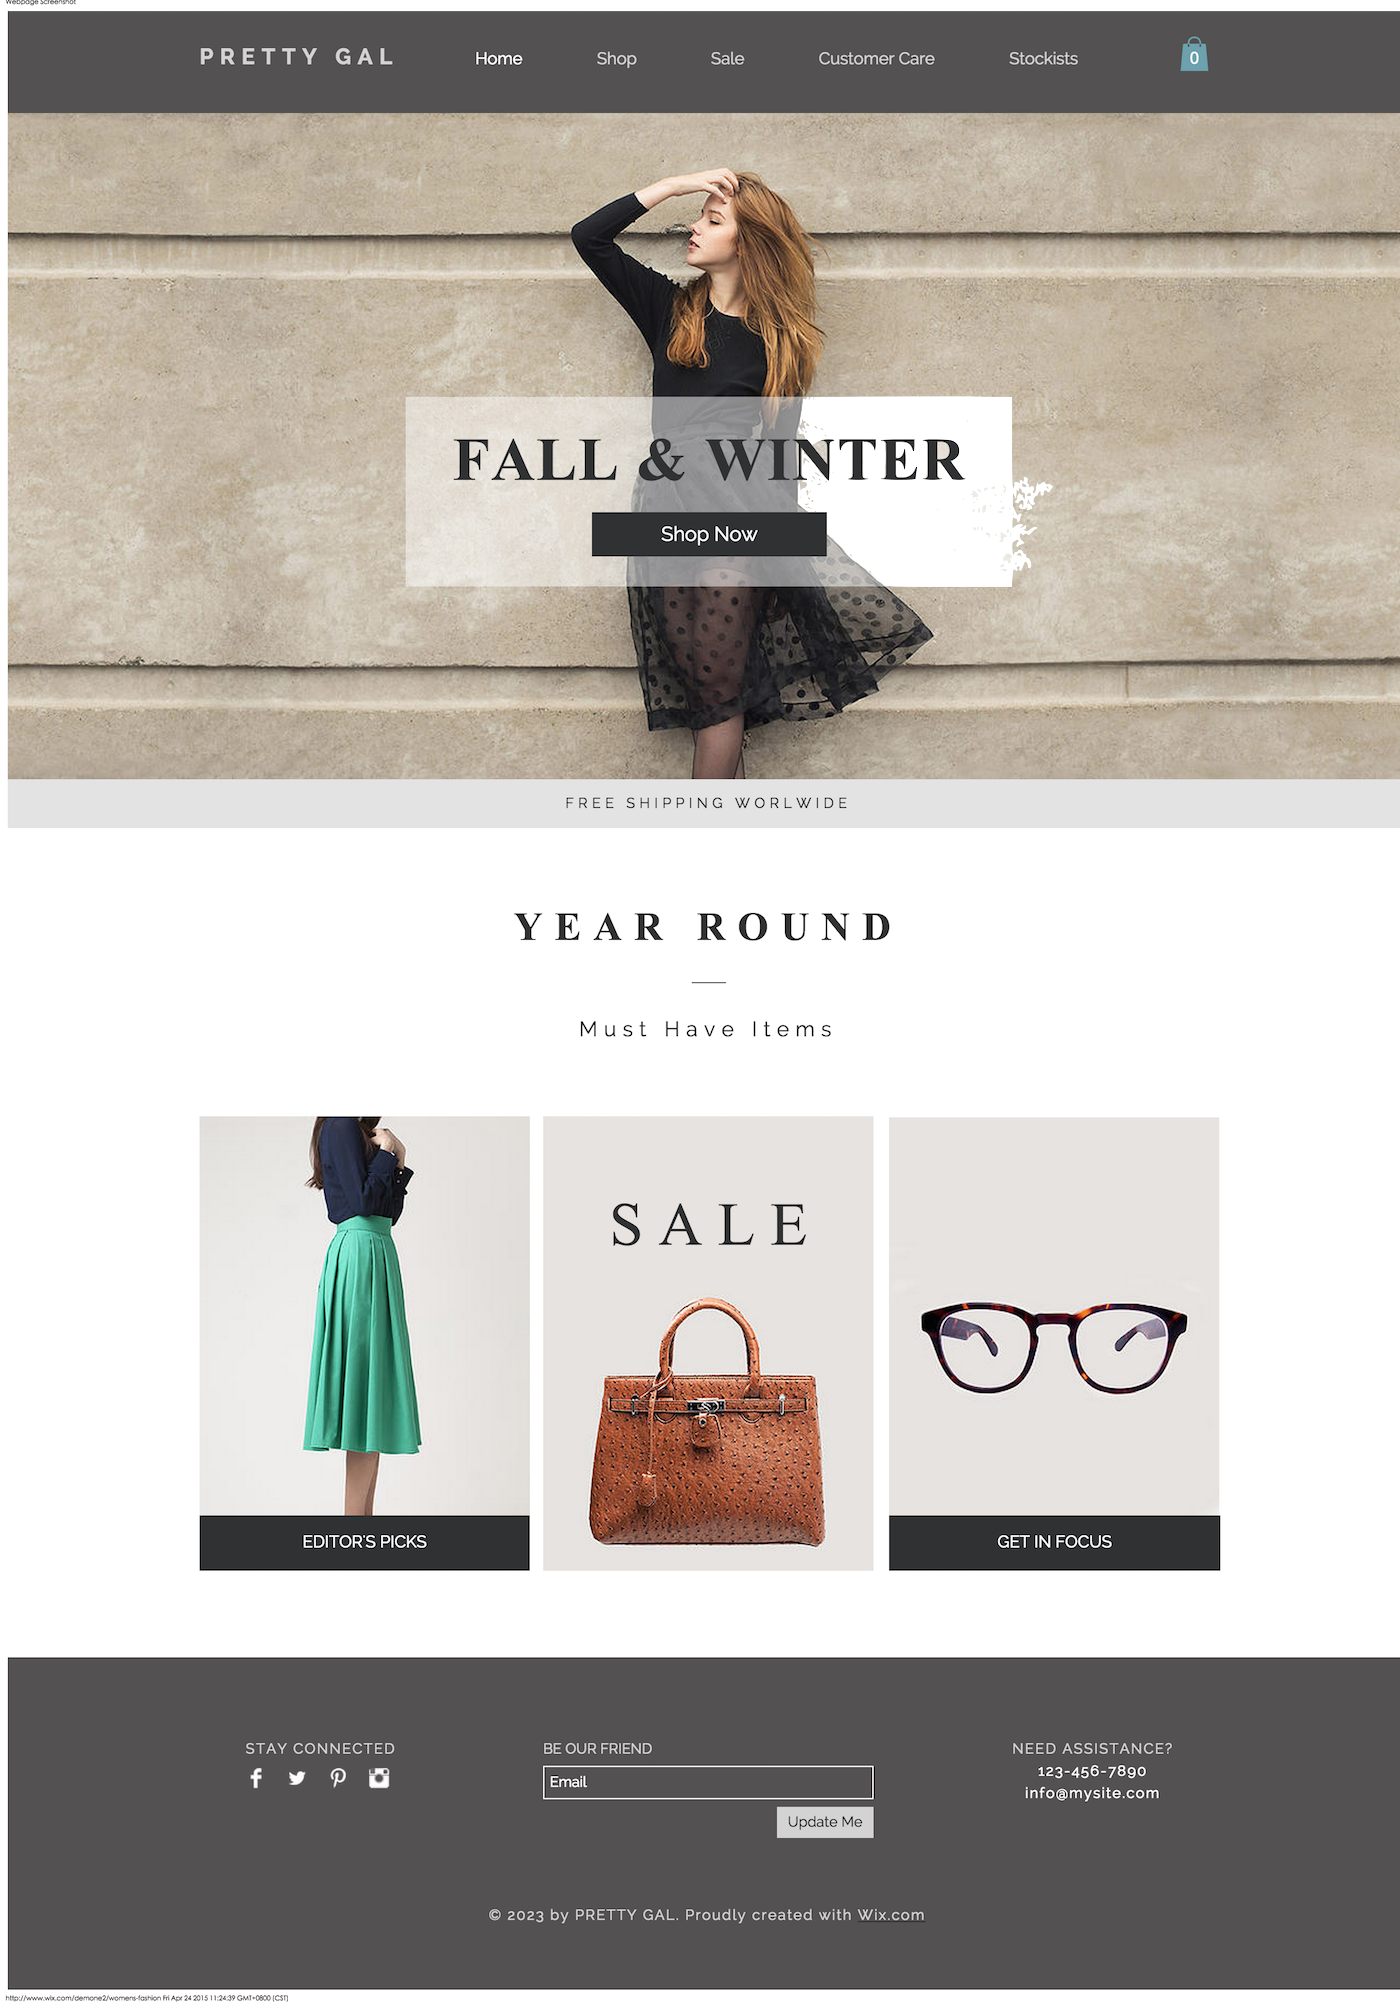 Webpage Screenshot
PRETTY GAL
Home
Shop
Sale
Customer Care
Stockists
0
FALL & WINTER
Shop Now
FREE SHIPPING WORLWIDE
YEAR ROUND
Must Have Items
SALE
EDITOR'S PICKS
GET IN FOCUS
STAY CONNECTED
BE OUR FRIEND
Email
Update Me
NEED ASSISTANCE?
123-456-7890
info@mysite.com
© 2023 by PRETTY GAL. Proudly created with Wix.com
http://www.wix.com/demone2/womens-fashion Fri Apr 24 2015 11:24:39 GMT+0800 (CST)